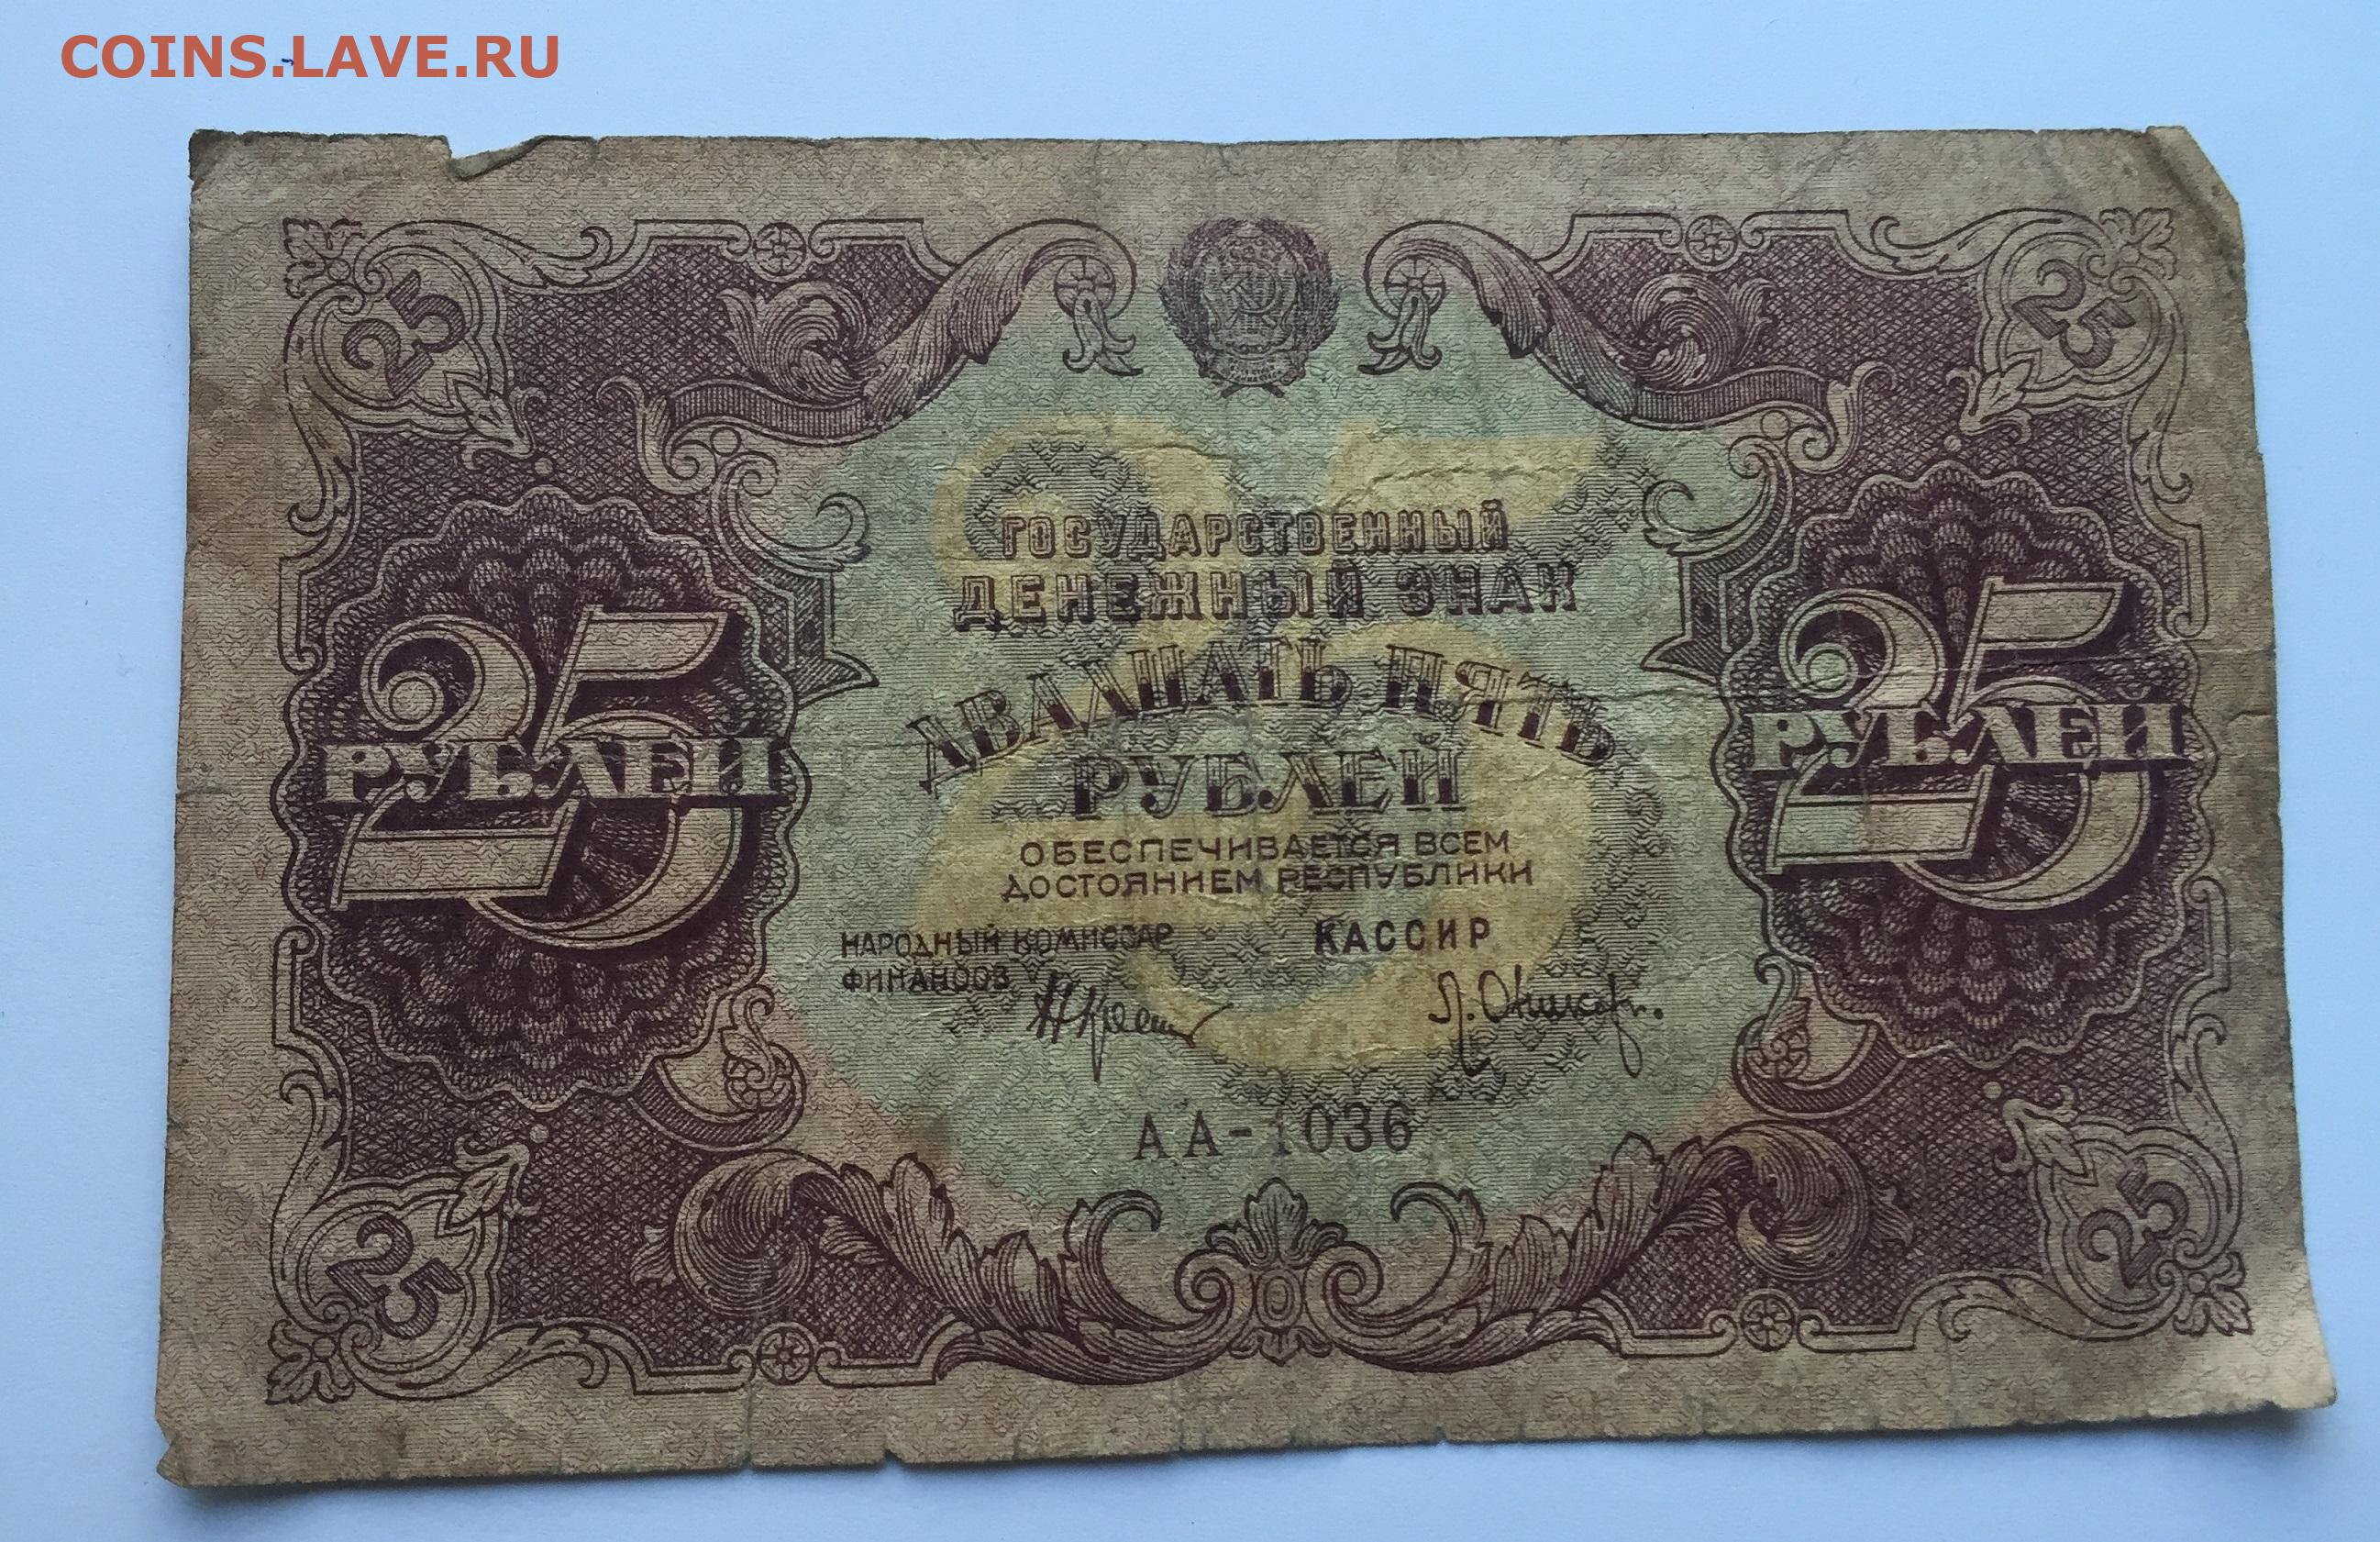 COINS.LAVE.RU
25
25
ГОСУДАРСТВЕННЫЙ
ДЕНЕЖНЫЙ ЗНАК
25
25
25
ДВАДЦАТЬ ПЯТЬ
РУБЛЕЙ
РУБЛЕЙ
РУБЛЕЙ
ОБЕСПЕЧИВАЕТСЯ ВСЕМ
ДОСТОЯНИЕМ РЕСПУБЛИКИ
НАРОДНЫЙ КОМИССАР
ФИНАНСОВ
КАССИР
АА-1036
25
25